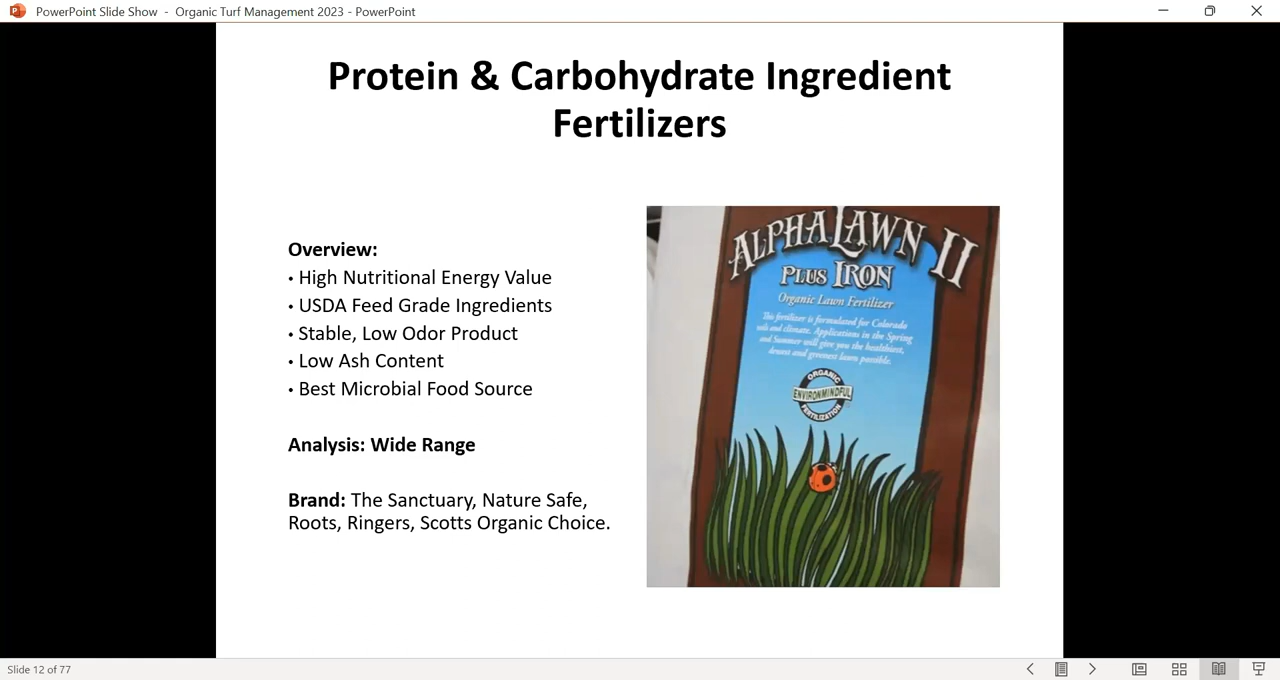 PowerPoint Slide Show - Organic Turf Management 2023 - PowerPoint
Protein & Carbohydrate Ingredient
Fertilizers
Overview:
• High Nutritional Energy Value
• USDA Feed Grade Ingredients
• Stable, Low Odor Product
• Low Ash Content
• Best Microbial Food Source
Analysis: Wide Range
Brand: The Sanctuary, Nature Safe,
Roots, Ringers, Scotts Organic Choice.
ALPHALAWN II
PLUS IRON
Organic Lawn Fertilizer
This fertilizer is formulated for Colorado
soils and climate. Applications in the Spring
and Summer will give you the healthiest,
densest and greenest lawn possible.
ORGANIC
ENVIRONMINDFUL
FERTILIZATION
Slide 12 of 77